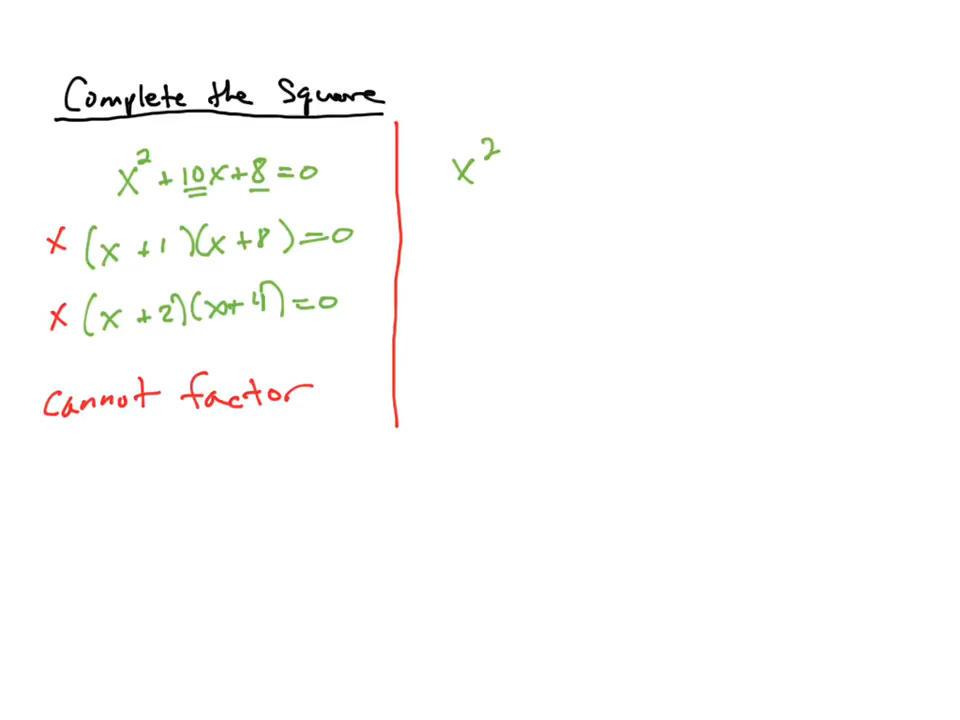 Complete the Square
x² + 10x + 8 = 0
x (x + 1)(x + 8) = 0
x (x + 2)(x + 4) = 0
cannot factor
x²